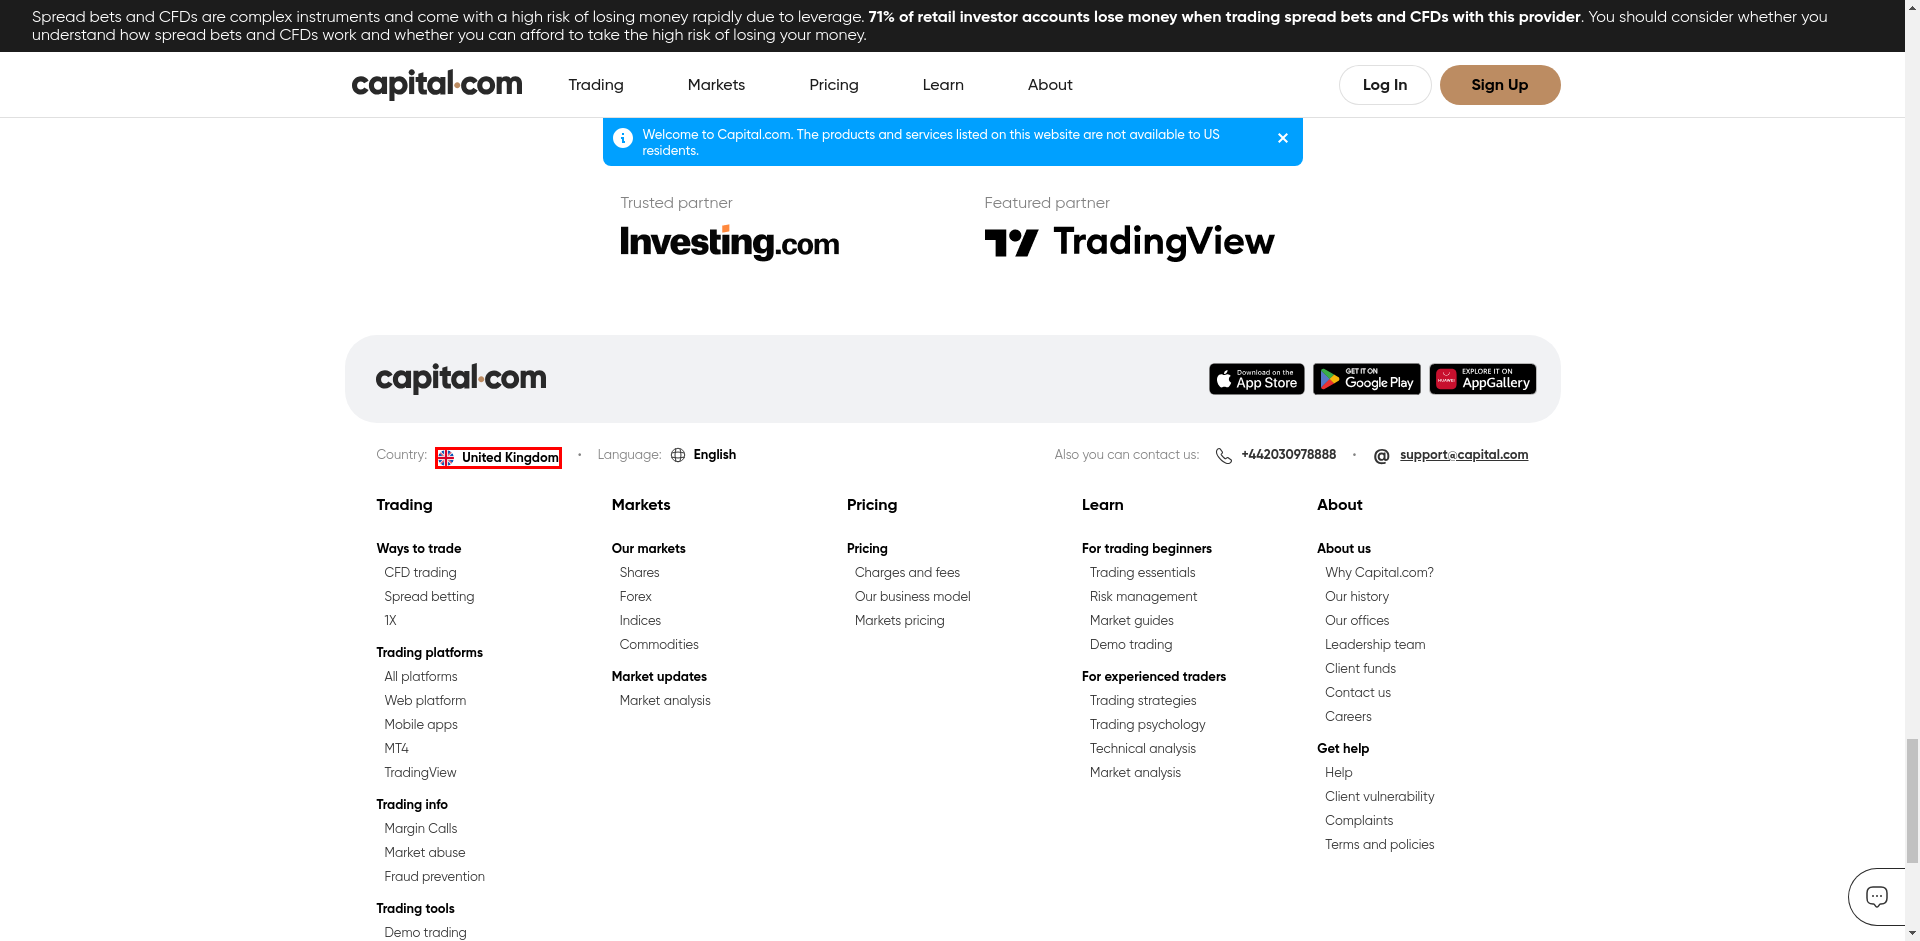 Spread bets and CFDs are complex instruments and come with a high risk of losing money rapidly due to leverage. 71% of retail investor accounts lose money when trading spread bets and CFDs with this provider. You should consider whether you
understand how spread bets and CFDs work and whether you can afford to take the high risk of losing your money.
capital.com
Trading
Markets
Pricing
Learn
About
Log In
Sign Up
Welcome to Capital.com. The products and services listed on this website are not available to US
residents.
Trusted partner
Featured partner
Investing.com
TradingView
capital.com
Download on the
App Store
GET IT ON
Google Play
HUAWEI
EXPLORE IT ON
AppGallery
Country: United Kingdom • Language: English
Also you can contact us: +442030978888 • @ support@capital.com
Trading
Ways to trade
CFD trading
Spread betting
1X
Trading platforms
All platforms
Web platform
Mobile apps
MT4
TradingView
Trading info
Margin Calls
Market abuse
Fraud prevention
Trading tools
Demo trading
Markets
Our markets
Shares
Forex
Indices
Commodities
Market updates
Market analysis
Pricing
Pricing
Charges and fees
Our business model
Markets pricing
Learn
For trading beginners
Trading essentials
Risk management
Market guides
Demo trading
For experienced traders
Trading strategies
Trading psychology
Technical analysis
Market analysis
About
About us
Why Capital.com?
Our history
Our offices
Leadership team
Client funds
Contact us
Careers
Get help
Help
Client vulnerability
Complaints
Terms and policies